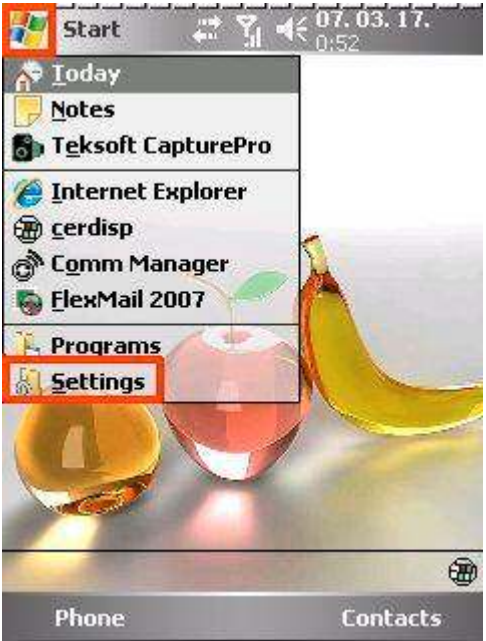 Start
07. 03. 17.
0:52
Today
Notes
Teksoft CapturePro
Internet Explorer
cerdisp
Comm Manager
FlexMail 2007
Programs
Settings
Phone
Contacts